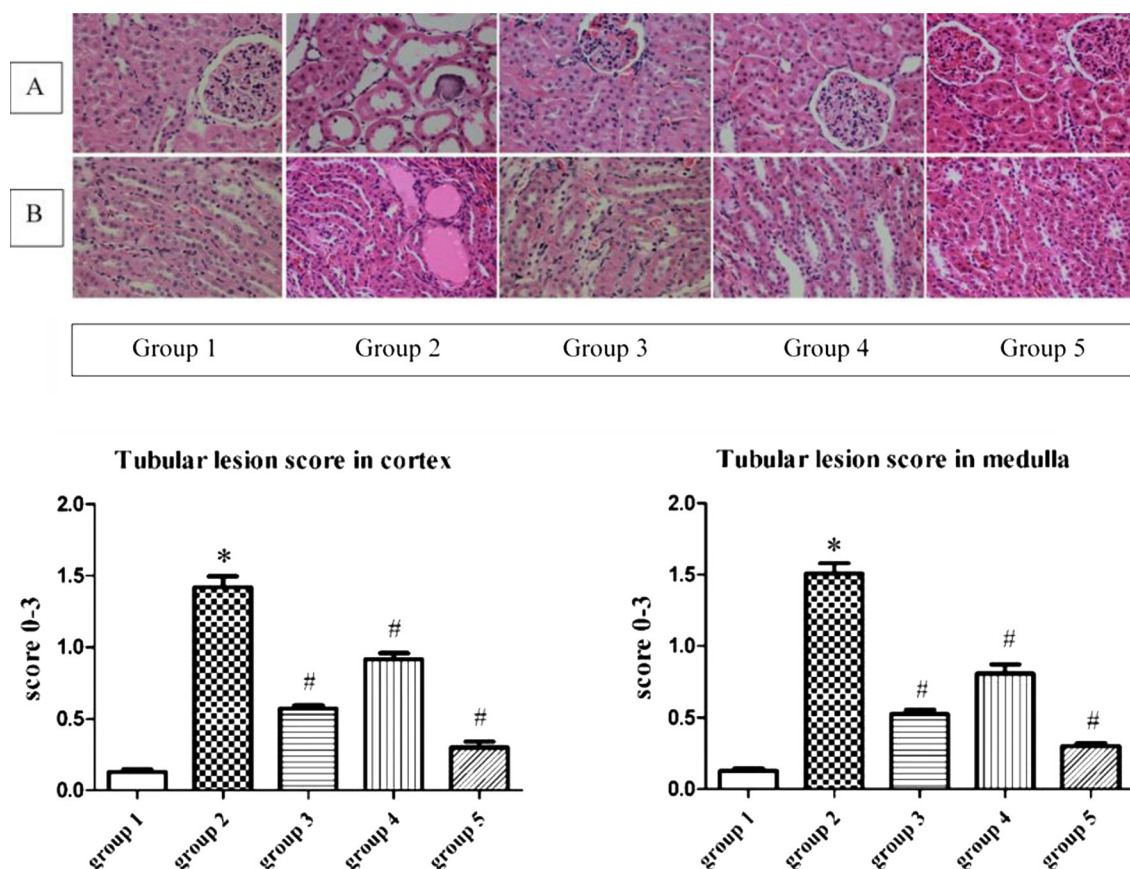 A
B
Group 1 Group 2 Group 3 Group 4 Group 5
Tubular lesion score in cortex
score 0-3
2.0
1.5
1.0
0.5
0.0
*
#
#
#
group 1
group 2
group 3
group 4
group 5
Tubular lesion score in medulla
score 0-3
2.0
1.5
1.0
0.5
0.0
*
#
#
#
group 1
group 2
group 3
group 4
group 5